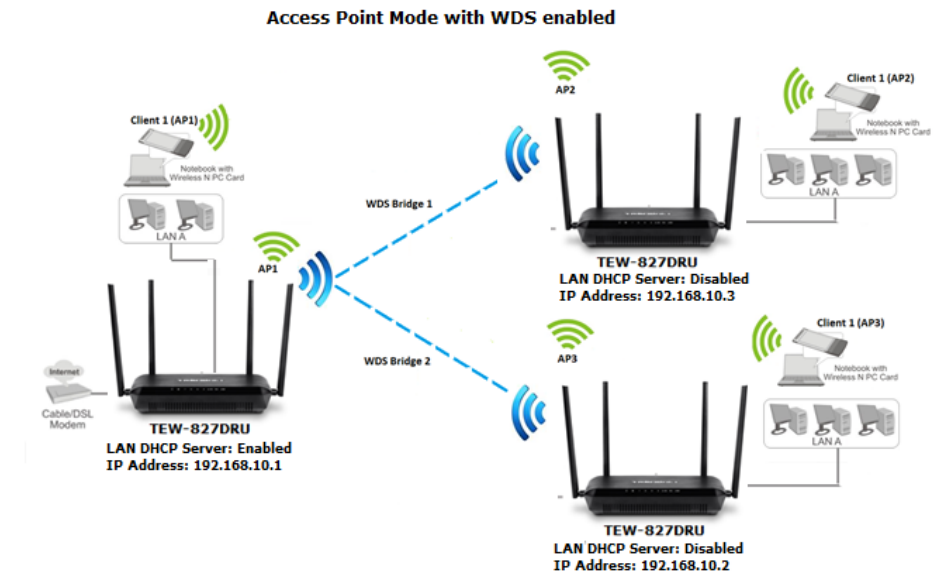 Access Point Mode with WDS enabled
Client 1 (AP1)
Notebook with
Wireless N PC Card
LAN A
AP1
Internet
Cable/DSL
Modem
TEW-827DRU
LAN DHCP Server: Enabled
IP Address: 192.168.10.1
WDS Bridge 1
WDS Bridge 2
AP2
Client 1 (AP2)
Notebook with
Wireless N PC Card
LAN A
TEW-827DRU
LAN DHCP Server: Disabled
IP Address: 192.168.10.3
AP3
Client 1 (AP3)
Notebook with
Wireless N PC Card
LAN A
TEW-827DRU
LAN DHCP Server: Disabled
IP Address: 192.168.10.2